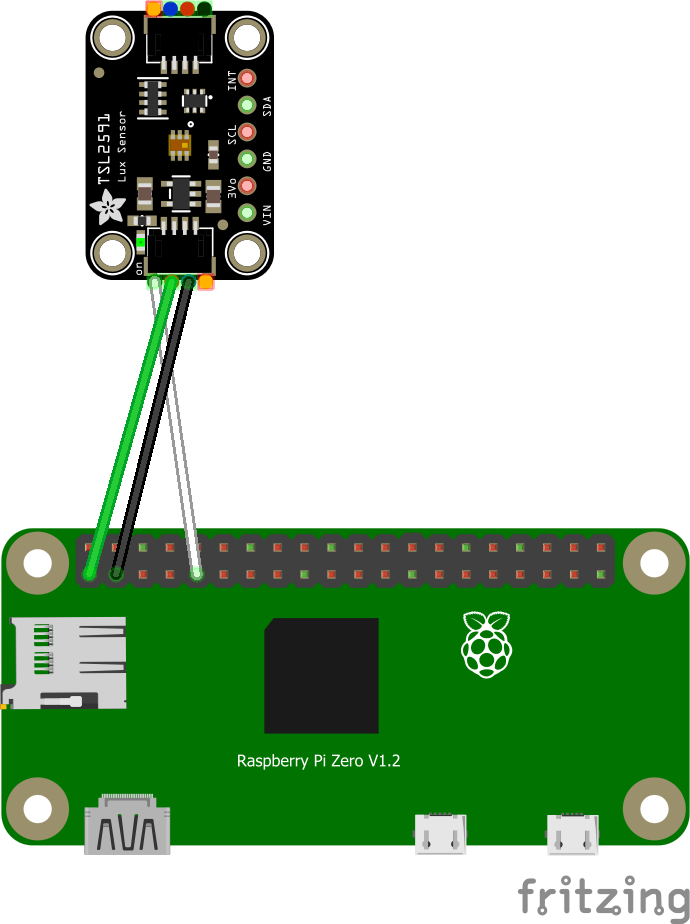 TSL2591
Lux Sensor
INT
SDA
SCL
GND
3Vo
VIN
on
Raspberry Pi Zero V1.2
fritzing